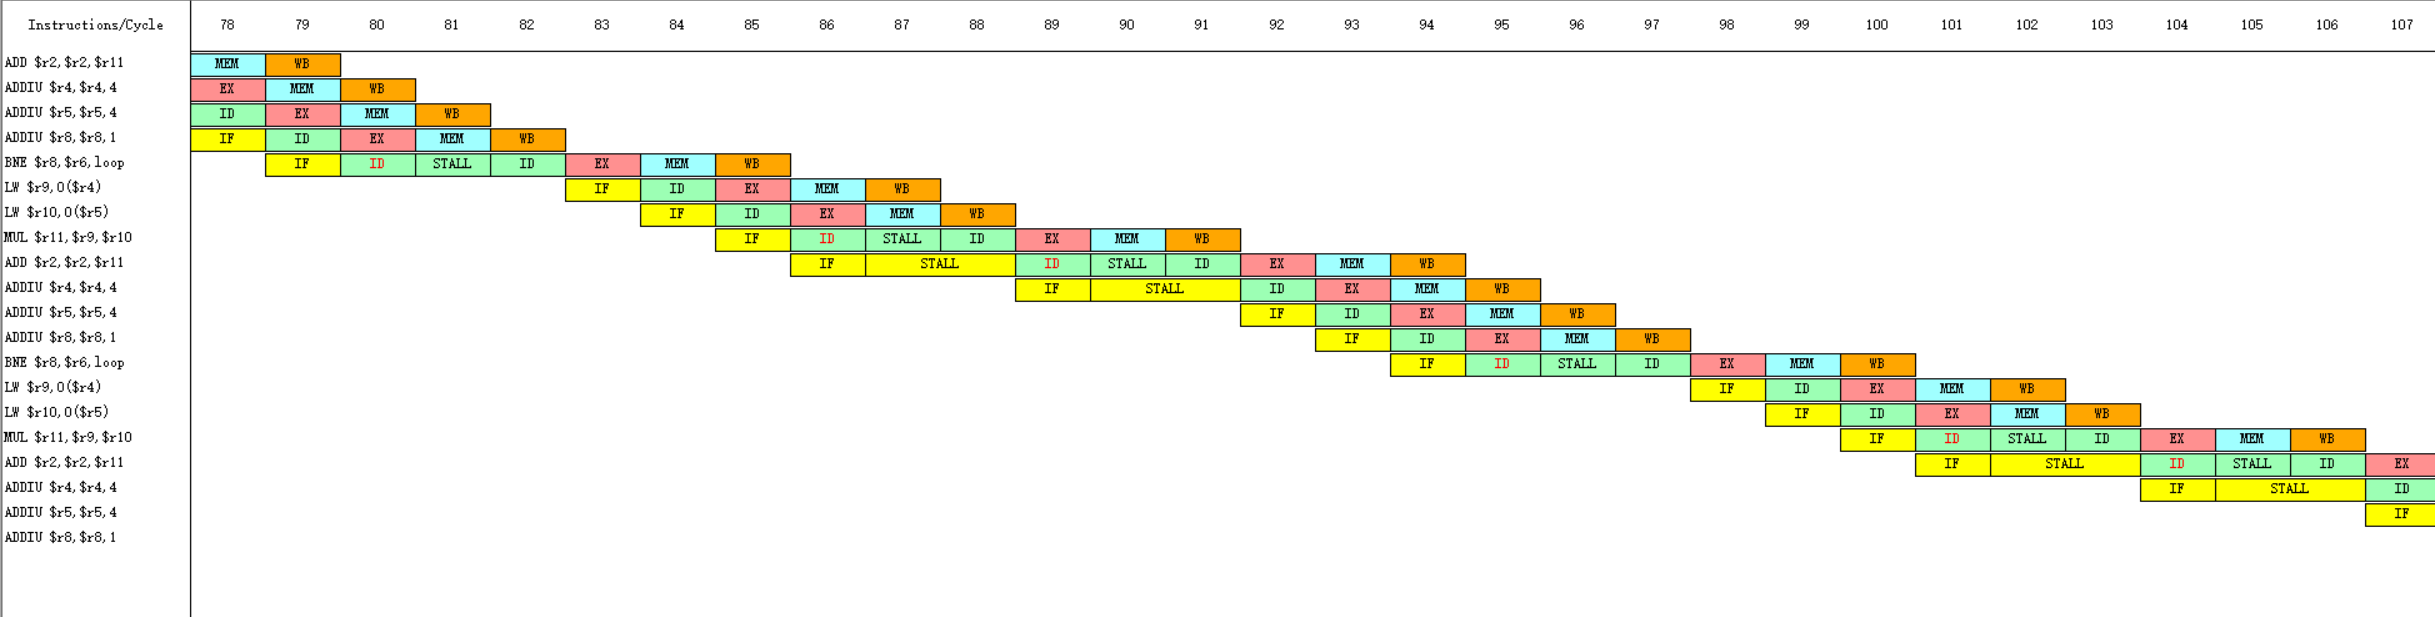 Instructions/Cycle 78 79 80 81 82 83 84 85 86 87 88 89 90 91 92 93 94 95 96 97 98 99 100 101 102 103 104 105 106 107
ADD $r2,$r2,$r11 MEM WB
ADDIU $r4,$r4,4 EX MEM WB
ADDIU $r5,$r5,4 ID EX MEM WB
ADDIU $r8,$r8,1 IF ID EX MEM WB
BNE $r8,$r6,loop IF ID STALL ID EX MEM WB
LW $r9,0($r4) IF ID EX MEM WB
LW $r10,0($r5) IF ID EX MEM WB
MUL $r11,$r9,$r10 IF ID STALL ID EX MEM WB
ADD $r2,$r2,$r11 IF STALL ID STALL ID EX MEM WB
ADDIU $r4,$r4,4 IF STALL ID EX MEM WB
ADDIU $r5,$r5,4 IF ID EX MEM WB
ADDIU $r8,$r8,1 IF ID EX MEM WB
BNE $r8,$r6,loop IF ID STALL ID EX MEM WB
LW $r9,0($r4) IF ID EX MEM WB
LW $r10,0($r5) IF ID EX MEM WB
MUL $r11,$r9,$r10 IF ID STALL ID EX MEM WB
ADD $r2,$r2,$r11 IF STALL ID STALL ID EX
ADDIU $r4,$r4,4 IF STALL ID
ADDIU $r5,$r5,4 IF
ADDIU $r8,$r8,1